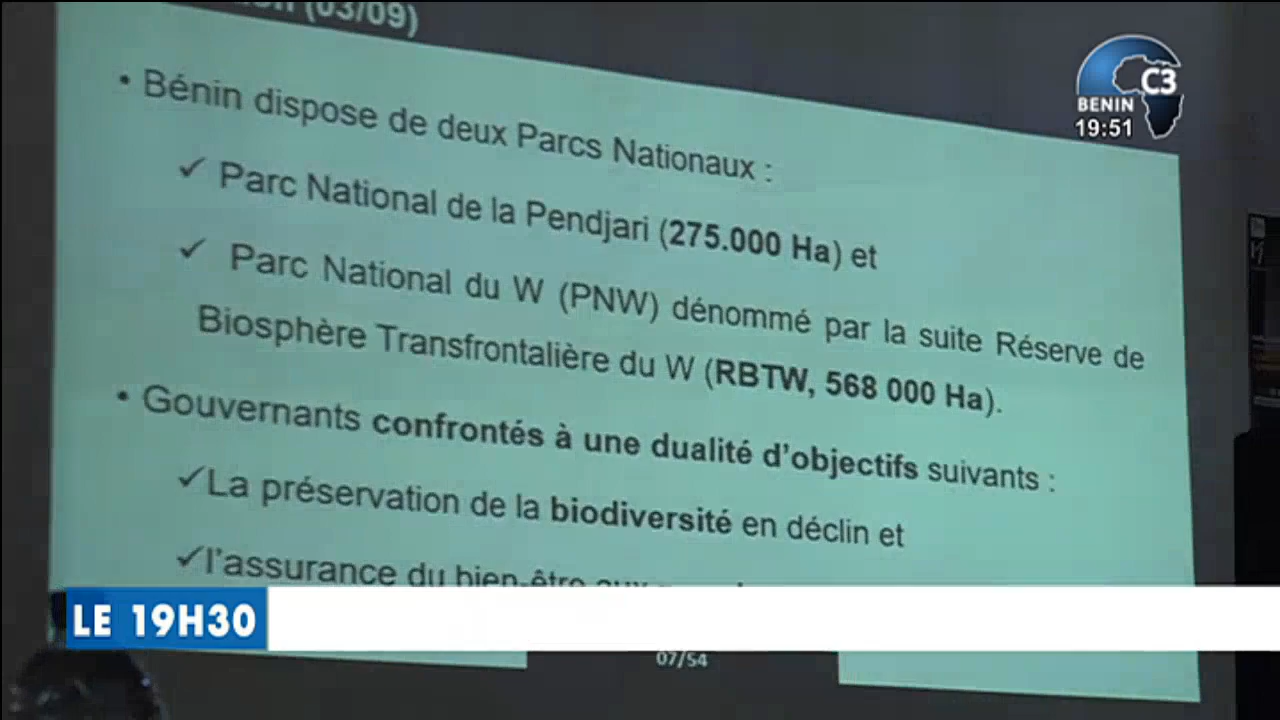 (03/09)
• Bénin dispose de deux Parcs Nationaux :
✓ Parc National de la Pendjari (275.000 Ha) et
✓ Parc National du W (PNW) dénommé par la suite Réserve de
Biosphère Transfrontalière du W (RBTW, 568 000 Ha).
• Gouvernants confrontés à une dualité d'objectifs suivants :
✓ La préservation de la biodiversité en déclin et
✓ l'assurance du bien-être aux
07/54
C3
BENIN
19:51
LE 19H30